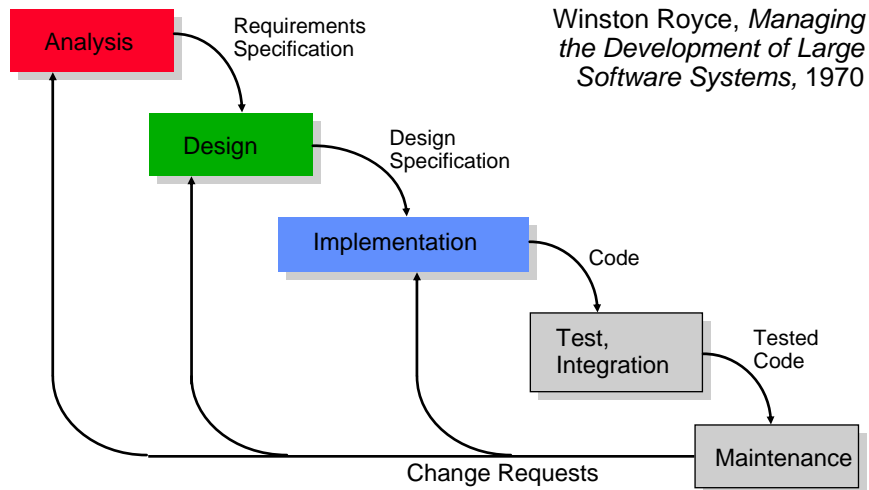 Winston Royce, Managing
the Development of Large
Software Systems, 1970
Analysis
Requirements
Specification
Design
Design
Specification
Implementation
Code
Test,
Integration
Tested
Code
Maintenance
Change Requests